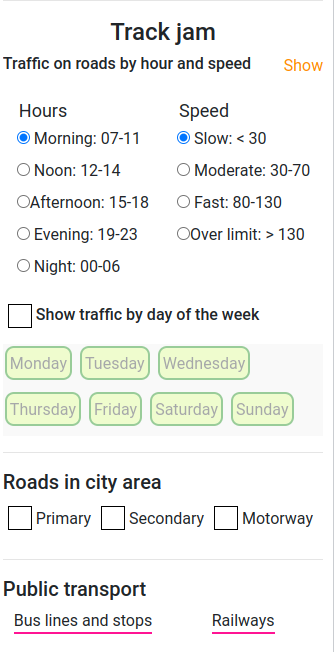 Track jam
Traffic on roads by hour and speed Show
Hours Speed
Morning: 07-11 Slow: < 30
Noon: 12-14 Moderate: 30-70
Afternoon: 15-18 Fast: 80-130
Evening: 19-23 Over limit: > 130
Night: 00-06
Show traffic by day of the week
Monday Tuesday Wednesday
Thursday Friday Saturday Sunday
Roads in city area
Primary Secondary Motorway
Public transport
Bus lines and stops Railways